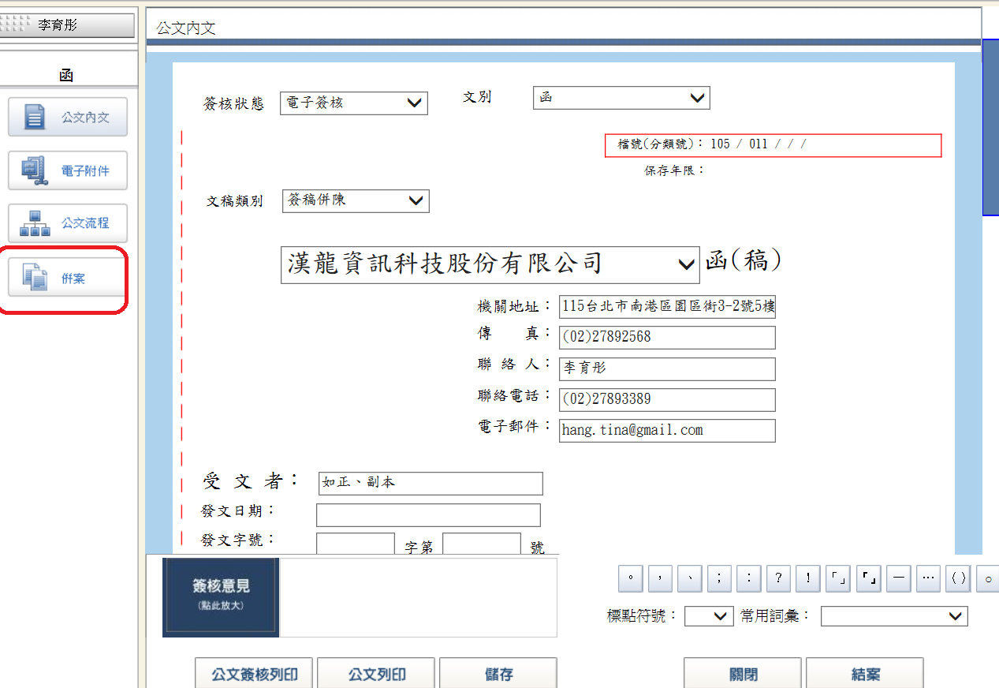 李育彤
函
公文內文
電子附件
公文流程
併案
公文內文
簽核狀態 電子簽核 文別 函
檔號(分類號)：105 / 011 / / /
保存年限：
文稿類別 簽稿併陳
漢龍資訊科技股份有限公司 函(稿)
機關地址： 115台北市南港區園區街3-2號5樓
傳　　真： (02)27892568
聯 絡 人： 李育彤
聯絡電話： (02)27893389
電子郵件： hang.tina@gmail.com
受 文 者： 如正、副本
發文日期：
發文字號： 字第 號
簽核意見
(點此放大)
。 ， 、 ； ： ? ! 「」 『』 — … () ○
標點符號： 常用詞彙：
公文簽核列印 公文列印 儲存 關閉 結案